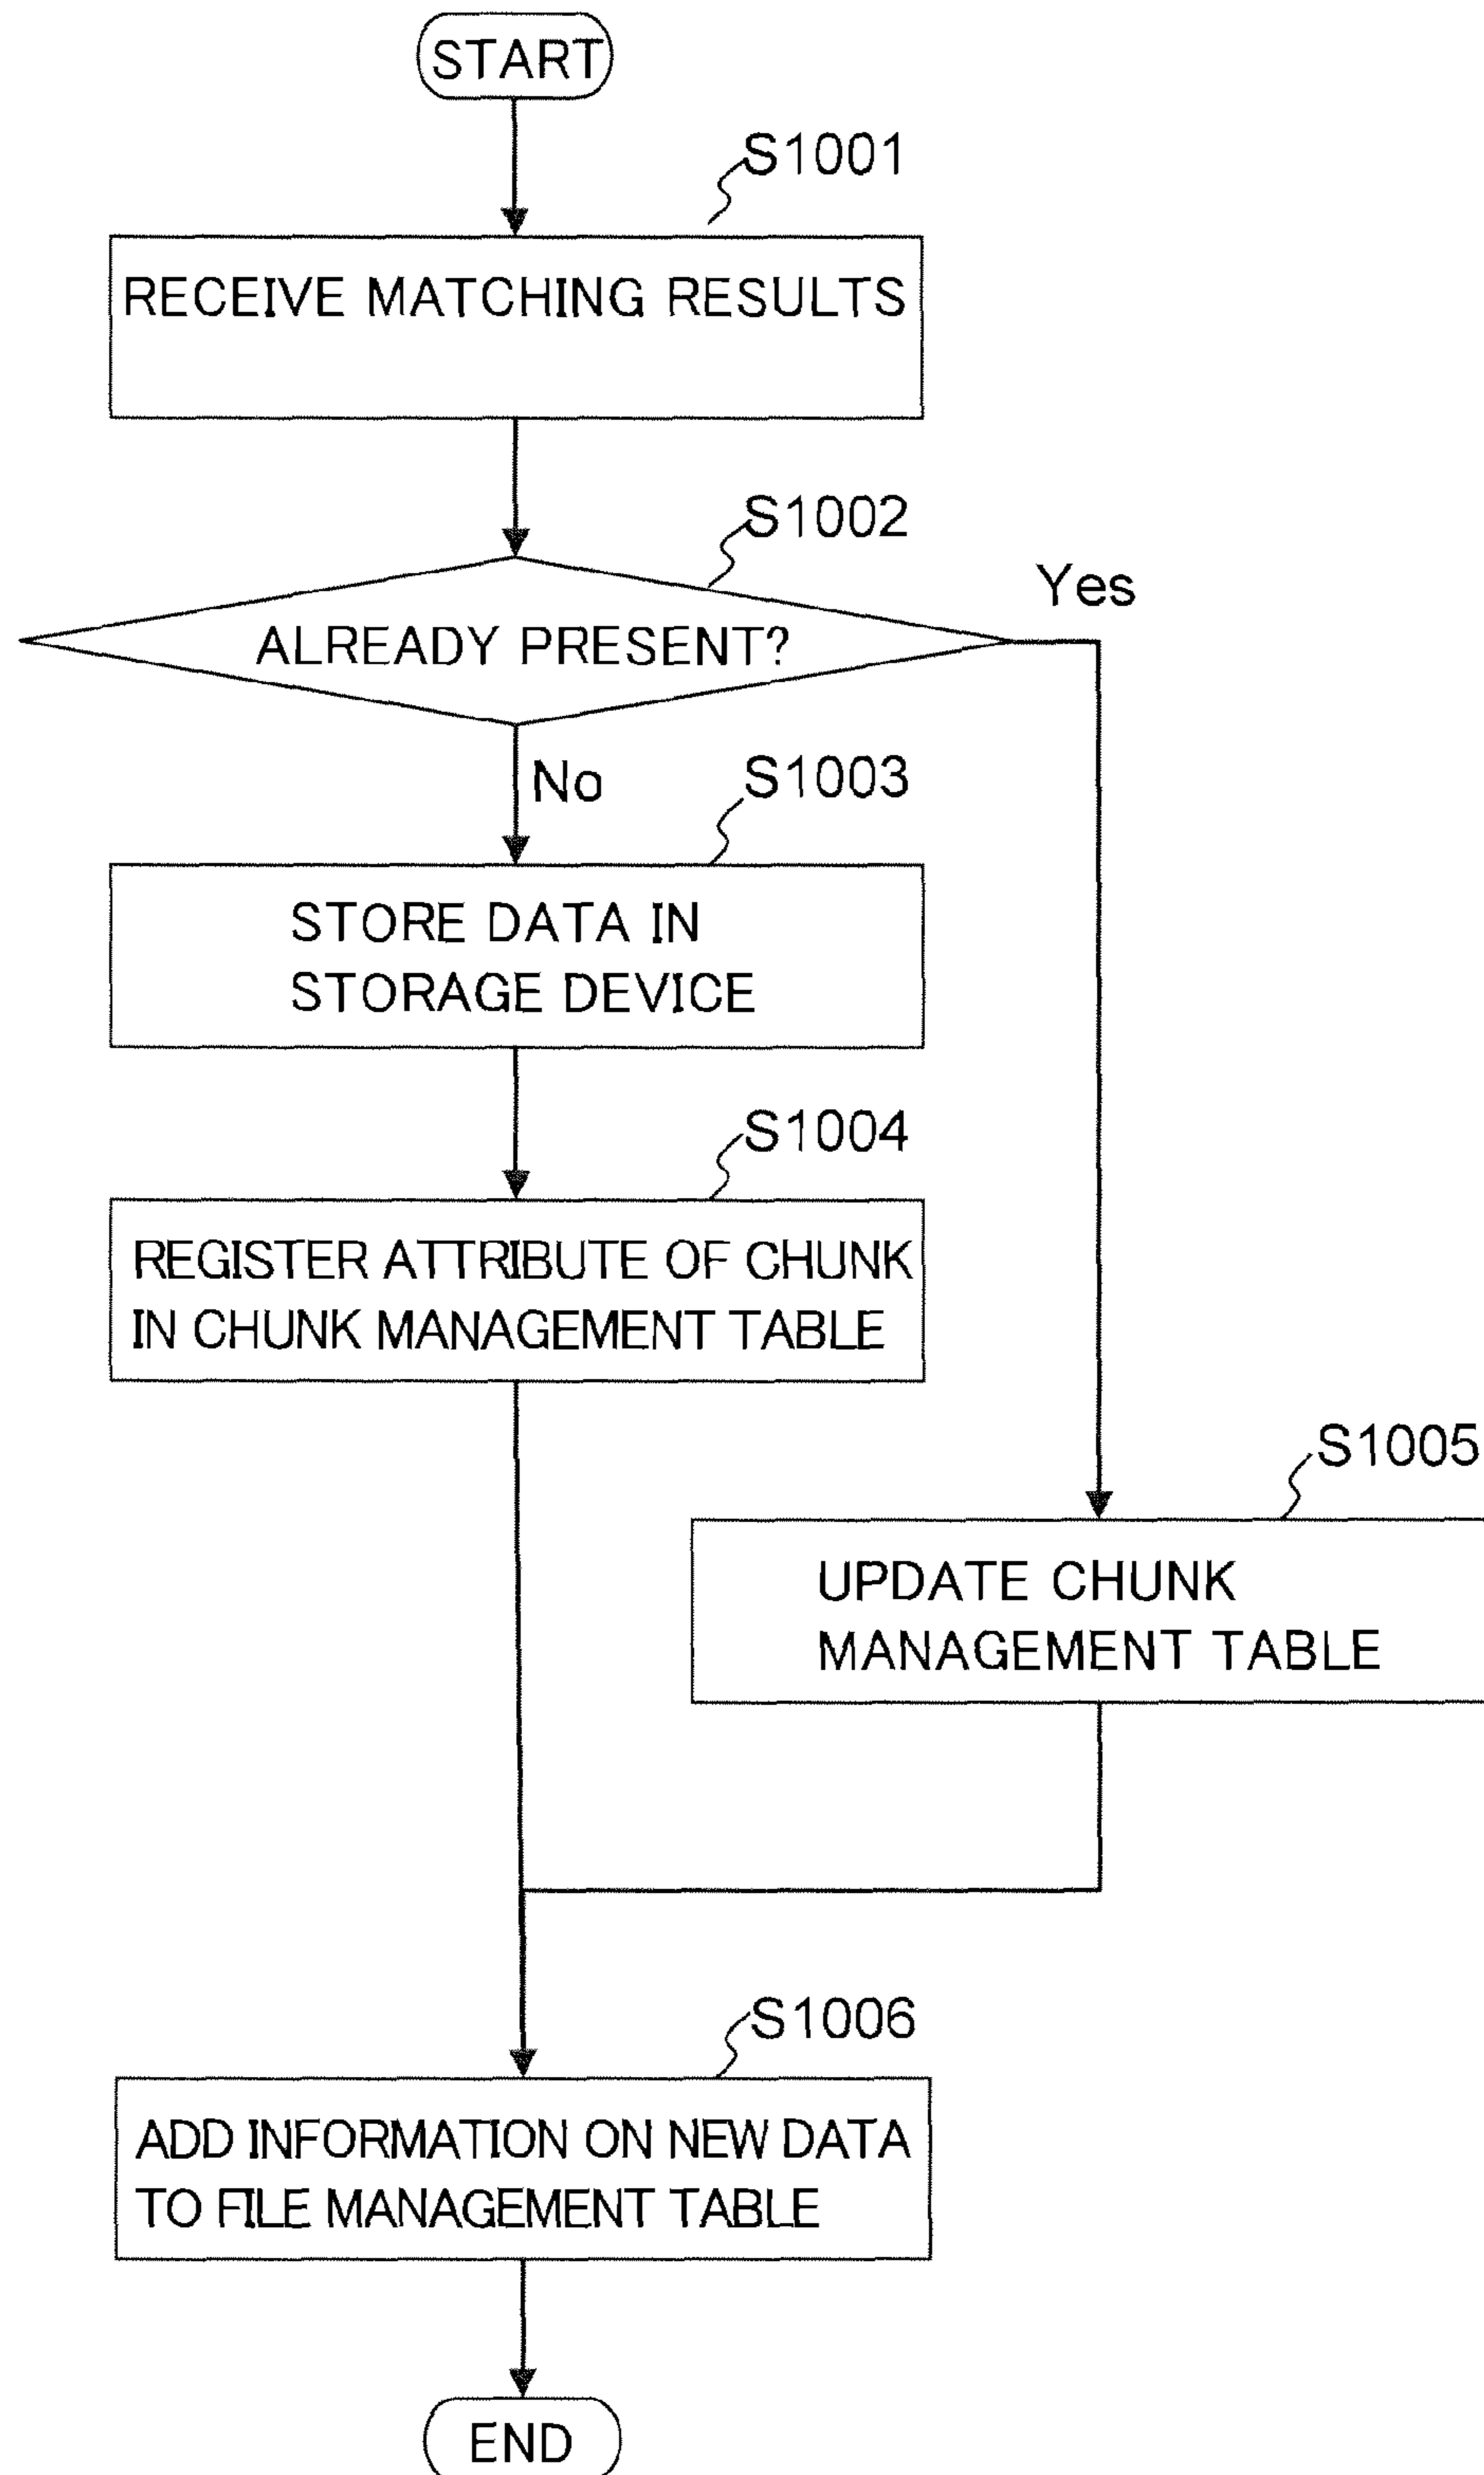 START
S1001
RECEIVE MATCHING RESULTS
S1002
Yes
ALREADY PRESENT?
No
S1003
STORE DATA IN
STORAGE DEVICE
S1004
REGISTER ATTRIBUTE OF CHUNK
IN CHUNK MANAGEMENT TABLE
S1005
UPDATE CHUNK
MANAGEMENT TABLE
S1006
ADD INFORMATION ON NEW DATA
TO FILE MANAGEMENT TABLE
END